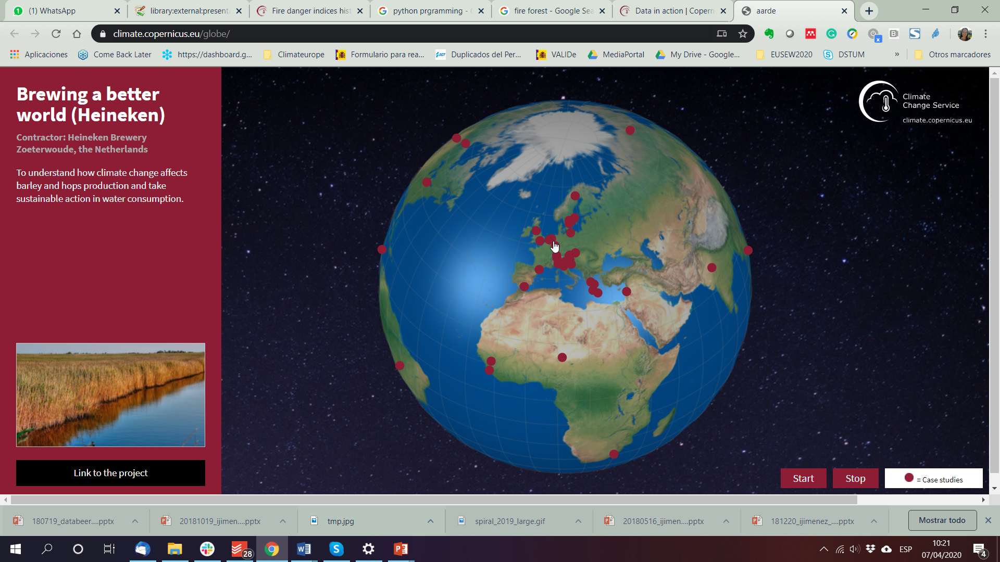 (1) WhatsApp
library:external:present
Fire danger indices hist
python prgramming - G
fire forest - Google Sea
Data in action | Copern
aarde
climate.copernicus.eu/globe/
Aplicaciones
Come Back Later
https://dashboard.g...
Climateurope
Formulario para rea...
Duplicados del Per...
VALIDe
MediaPortal
My Drive - Google...
EUSEW2020
DSTUM
»
Otros marcadores
Brewing a better
world (Heineken)
Contractor: Heineken Brewery
Zoeterwoude, the Netherlands
To understand how climate change affects
barley and hops production and take
sustainable action in water consumption.
Link to the project
Climate
Change Service
climate.copernicus.eu
Start
Stop
= Case studies
180719_databeer....pptx
20181019_ijimen....pptx
tmp.jpg
spiral_2019_large.gif
20180516_ijimen....pptx
181220_ijimenez_....pptx
Mostrar todo
28
ESP
10:21
07/04/2020
4